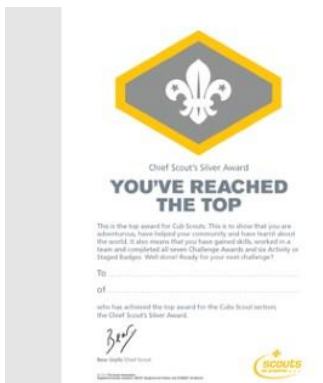 Chief Scout's Silver Award
YOU'VE REACHED
THE TOP
This is the top award for Cub Scouts. This is to show that you are
adventurous, have helped your community and have learnt about
the world. It also means that you have gained skills, worked in a
team and completed all seven Challenge Awards and six Activity or
Staged Badges. Well done! Ready for your next challenge?
To
of
who has achieved the top award for the Cubs Scout section,
the Chief Scout's Silver Award.
Bear
Bear Grylls Chief Scout
scouts